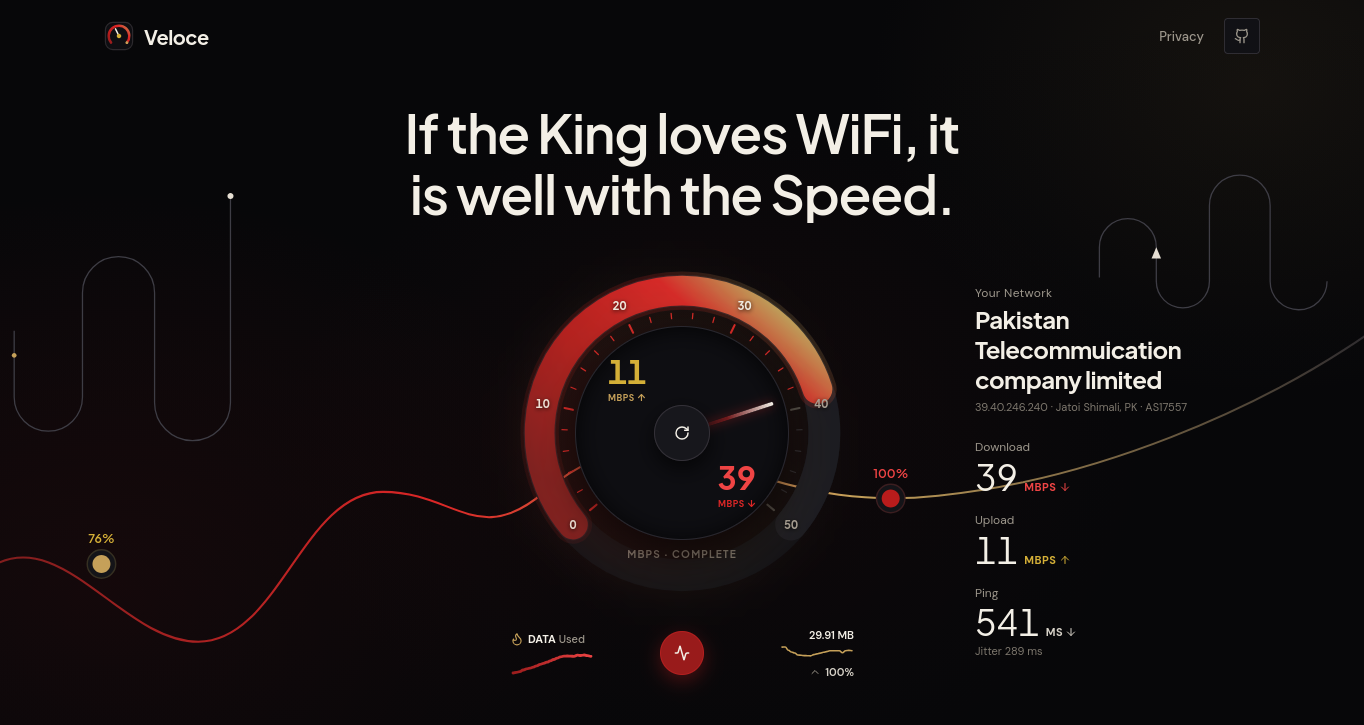 Veloce
Privacy
If the King loves WiFi, it
is well with the Speed.
20
30
10
40
0
50
11
MBPS ↑
39
MBPS ↓
MBPS · COMPLETE
76%
100%
Your Network
Pakistan
Telecommuication
company limited
39.40.246.240 · Jatoi Shimali, PK · AS17557
Download
39 MBPS ↓
Upload
11 MBPS ↑
Ping
541 MS ↓
Jitter 289 ms
DATA Used
29.91 MB
100%